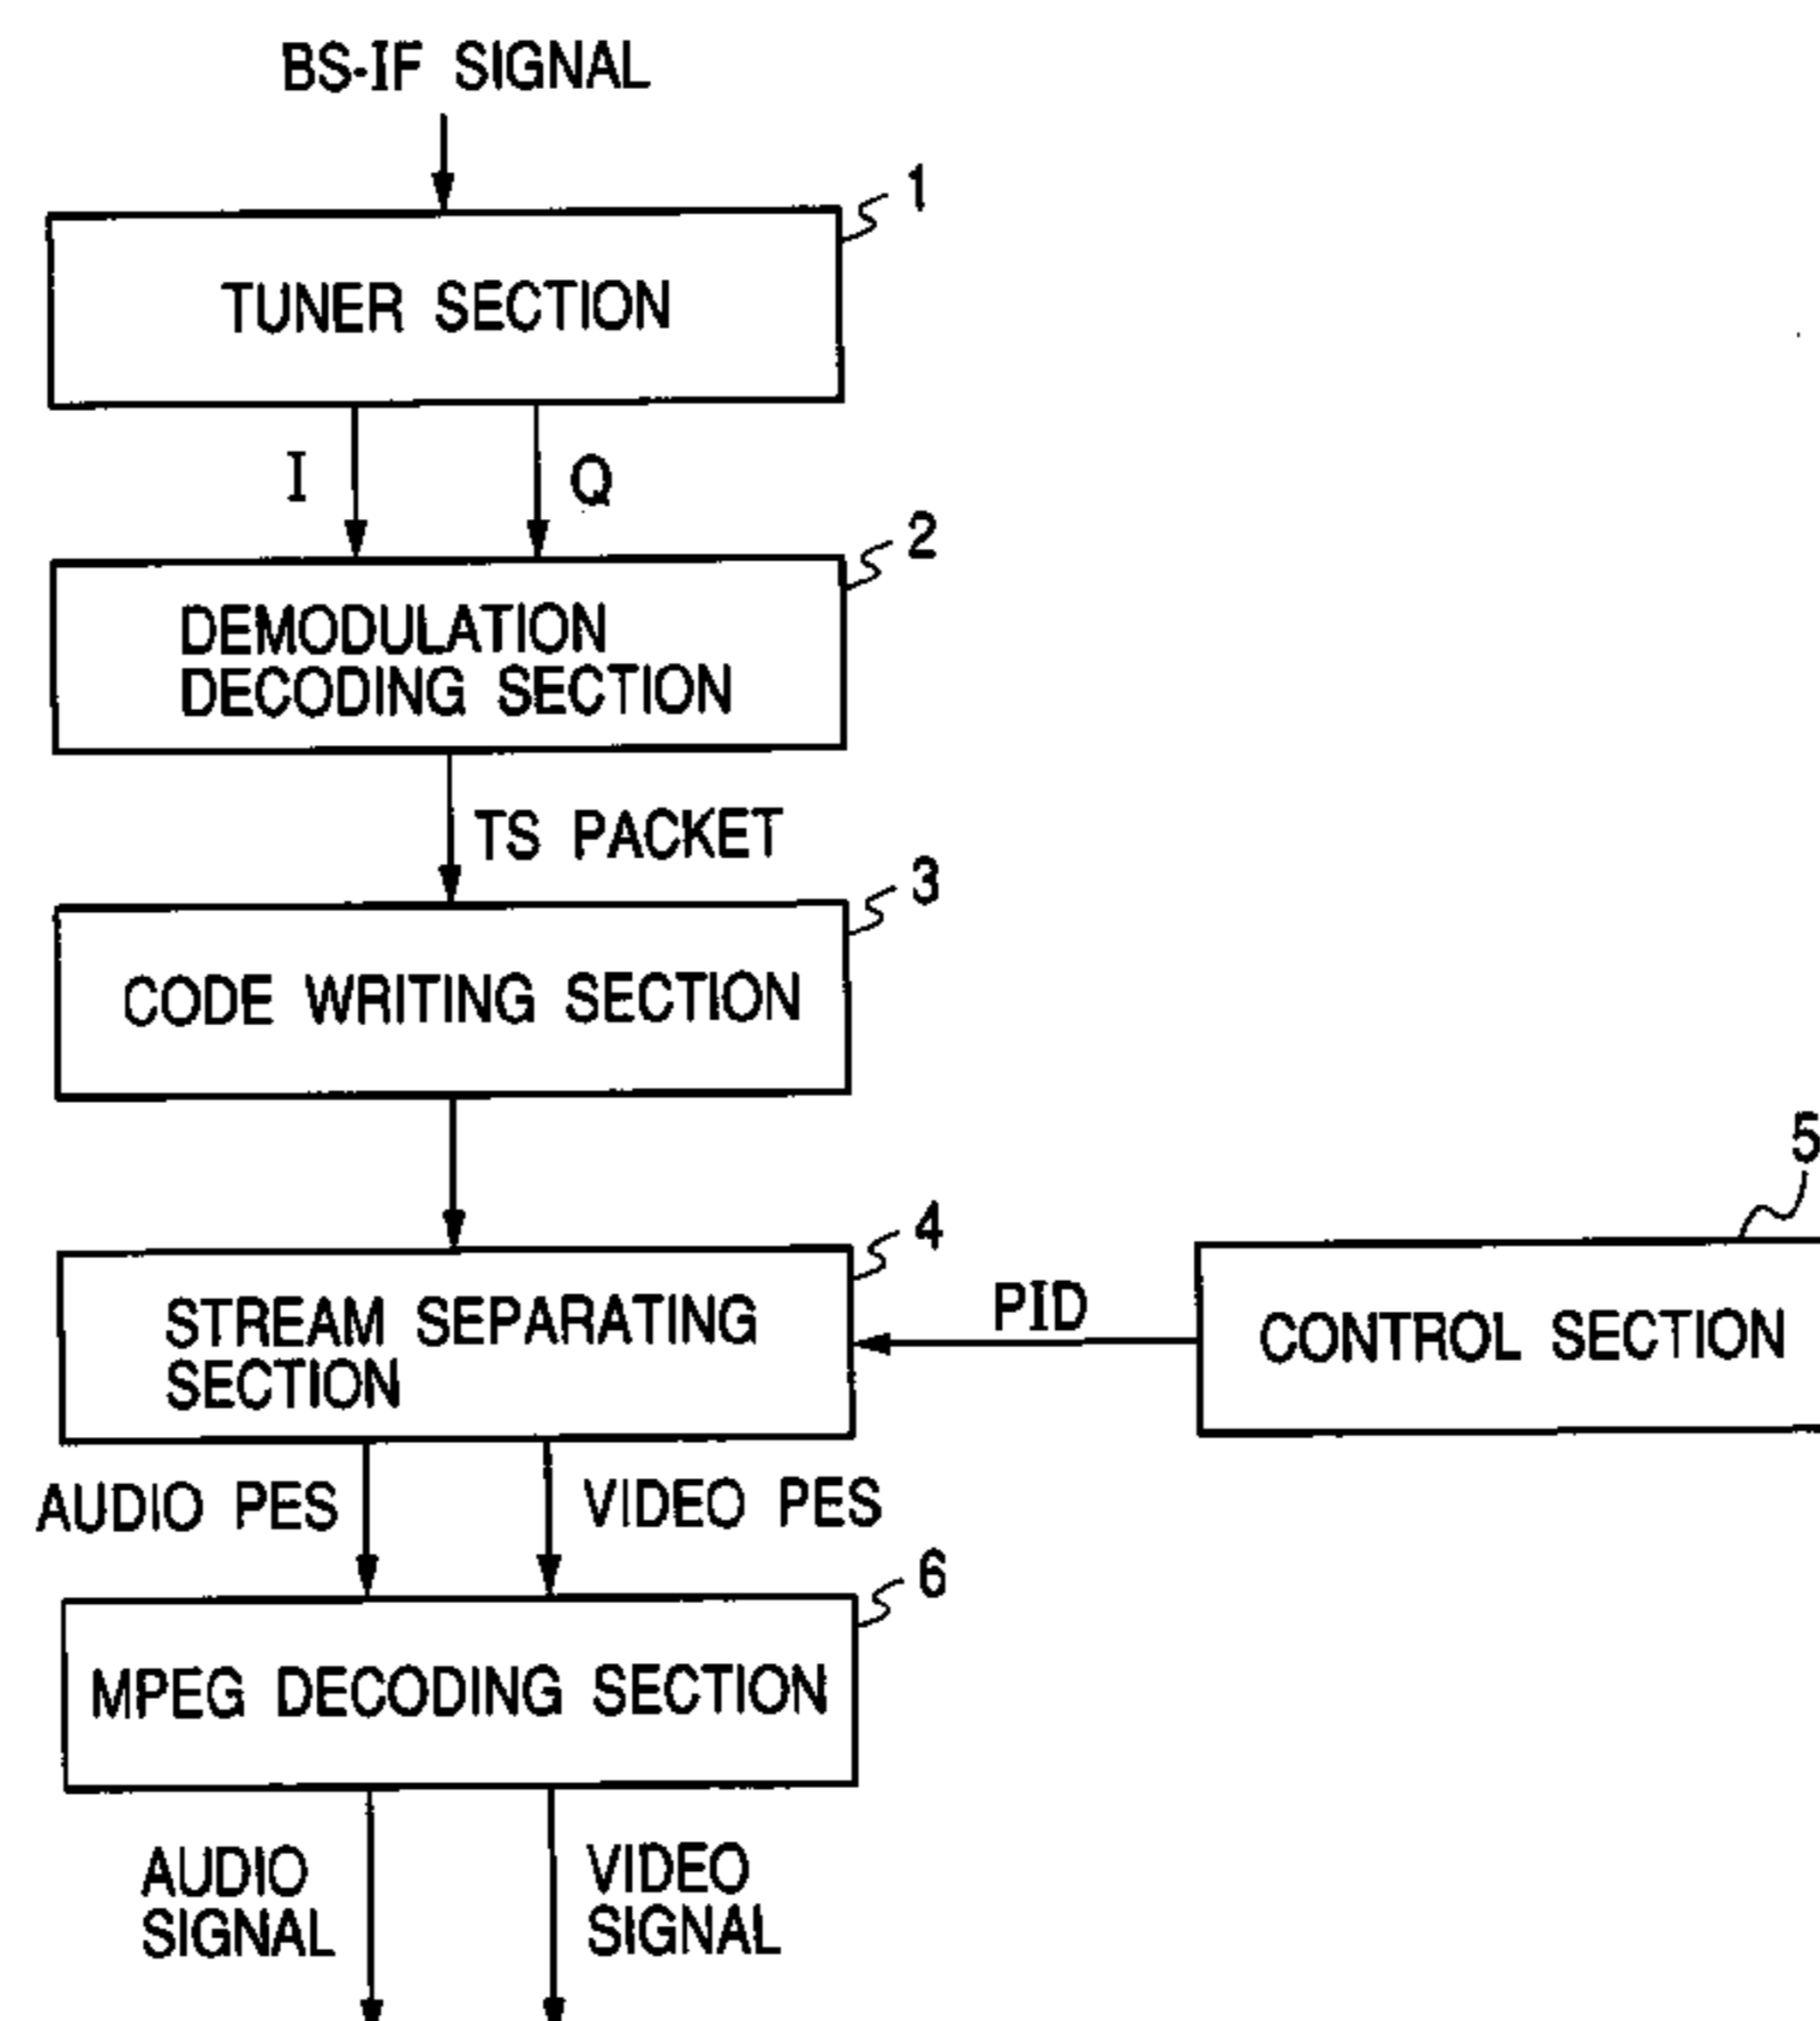 BS-IF SIGNAL
1
TUNER SECTION
I
Q
2
DEMODULATION
DECODING SECTION
TS PACKET
3
CODE WRITING SECTION
4
5
STREAM SEPARATING
SECTION
PID
CONTROL SECTION
AUDIO PES
VIDEO PES
6
MPEG DECODING SECTION
AUDIO
SIGNAL
VIDEO
SIGNAL